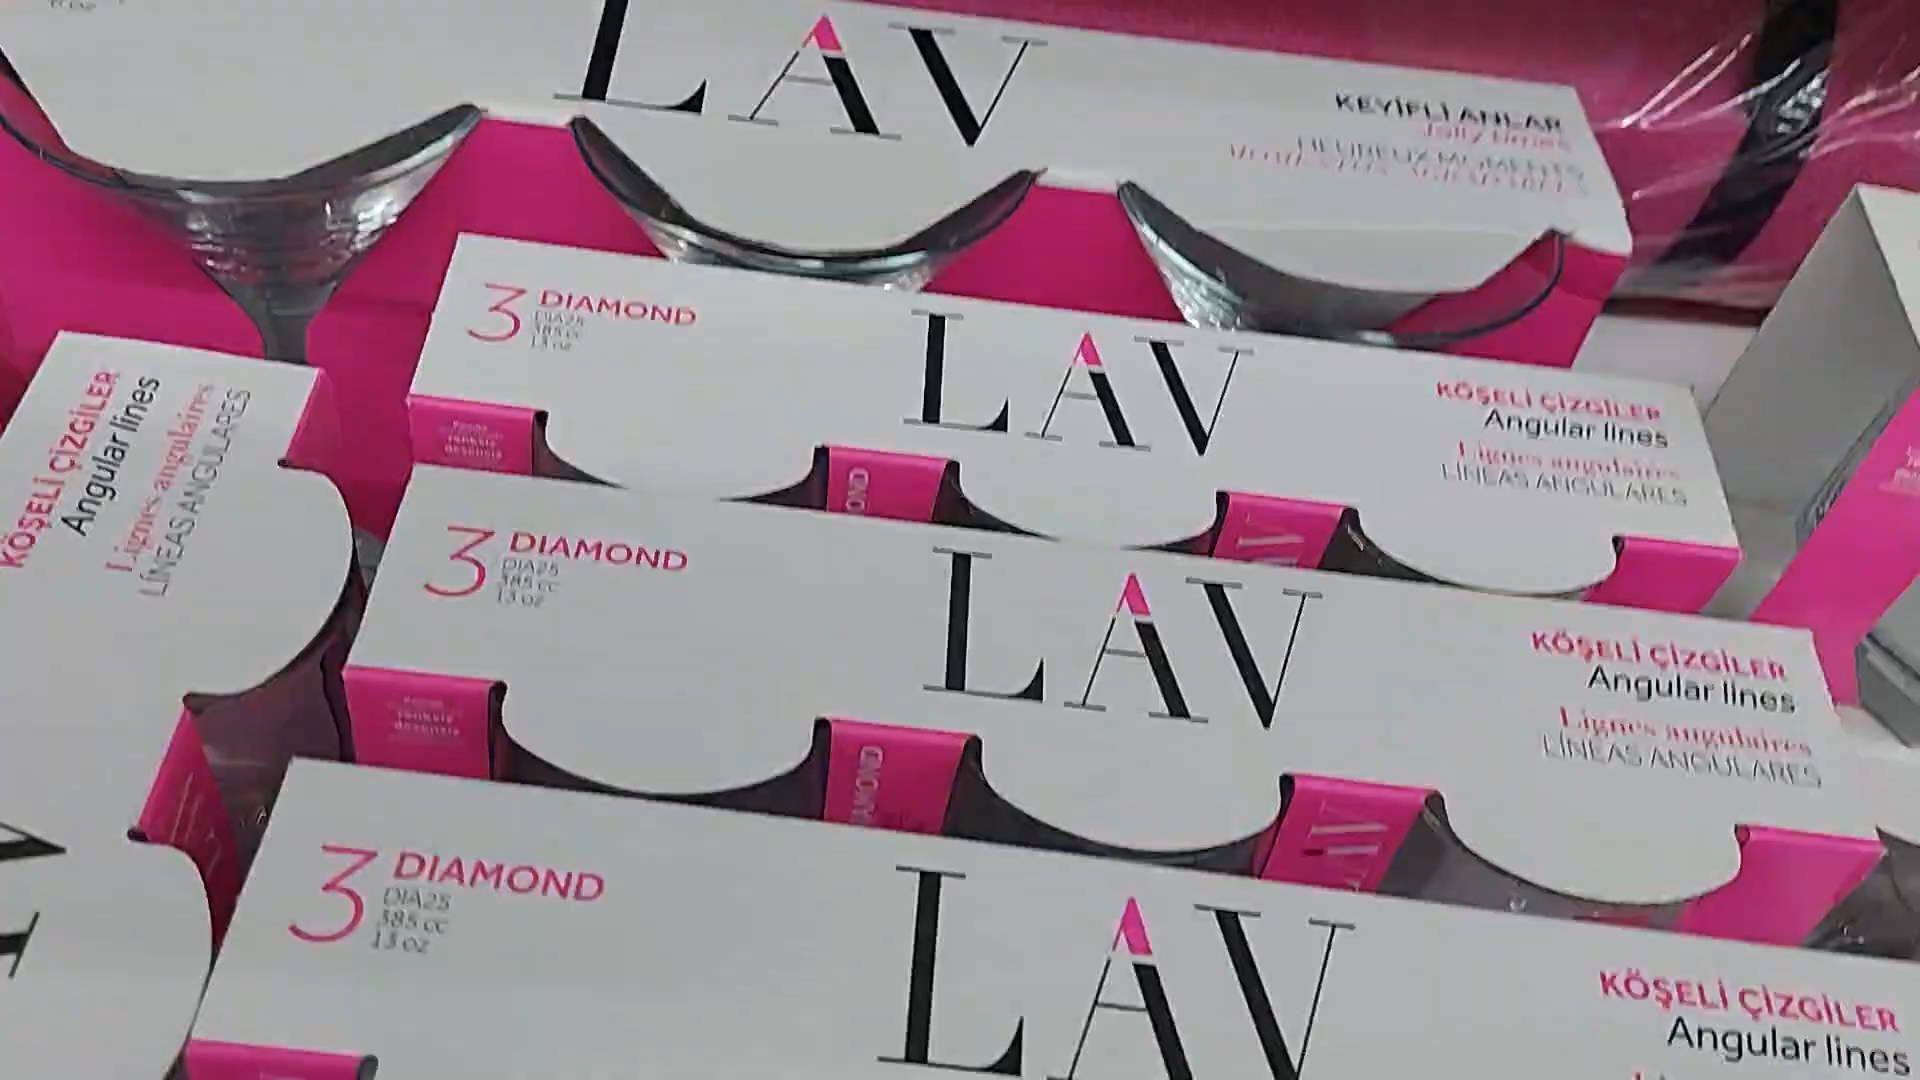 LAV
KEYİFLİ ANLAR
Jolly times
3 DIAMOND
DIA25
385 cc
13 oz
LAV
KÖŞELİ ÇİZGİLER
Angular lines
Lignes angulaires
LÍNEAS ANGULARES
KÖŞELİ ÇİZGİLER
Angular lines
Lignes angulaires
LÍNEAS ANGULARES
3 DIAMOND
DIA25
385 cc
13 oz
LAV
KÖŞELİ ÇİZGİLER
Angular lines
Lignes angulaires
LÍNEAS ANGULARES
LAV
3 DIAMOND
DIA25
385 cc
13 oz
LAV
KÖŞELİ ÇİZGİLER
Angular lines